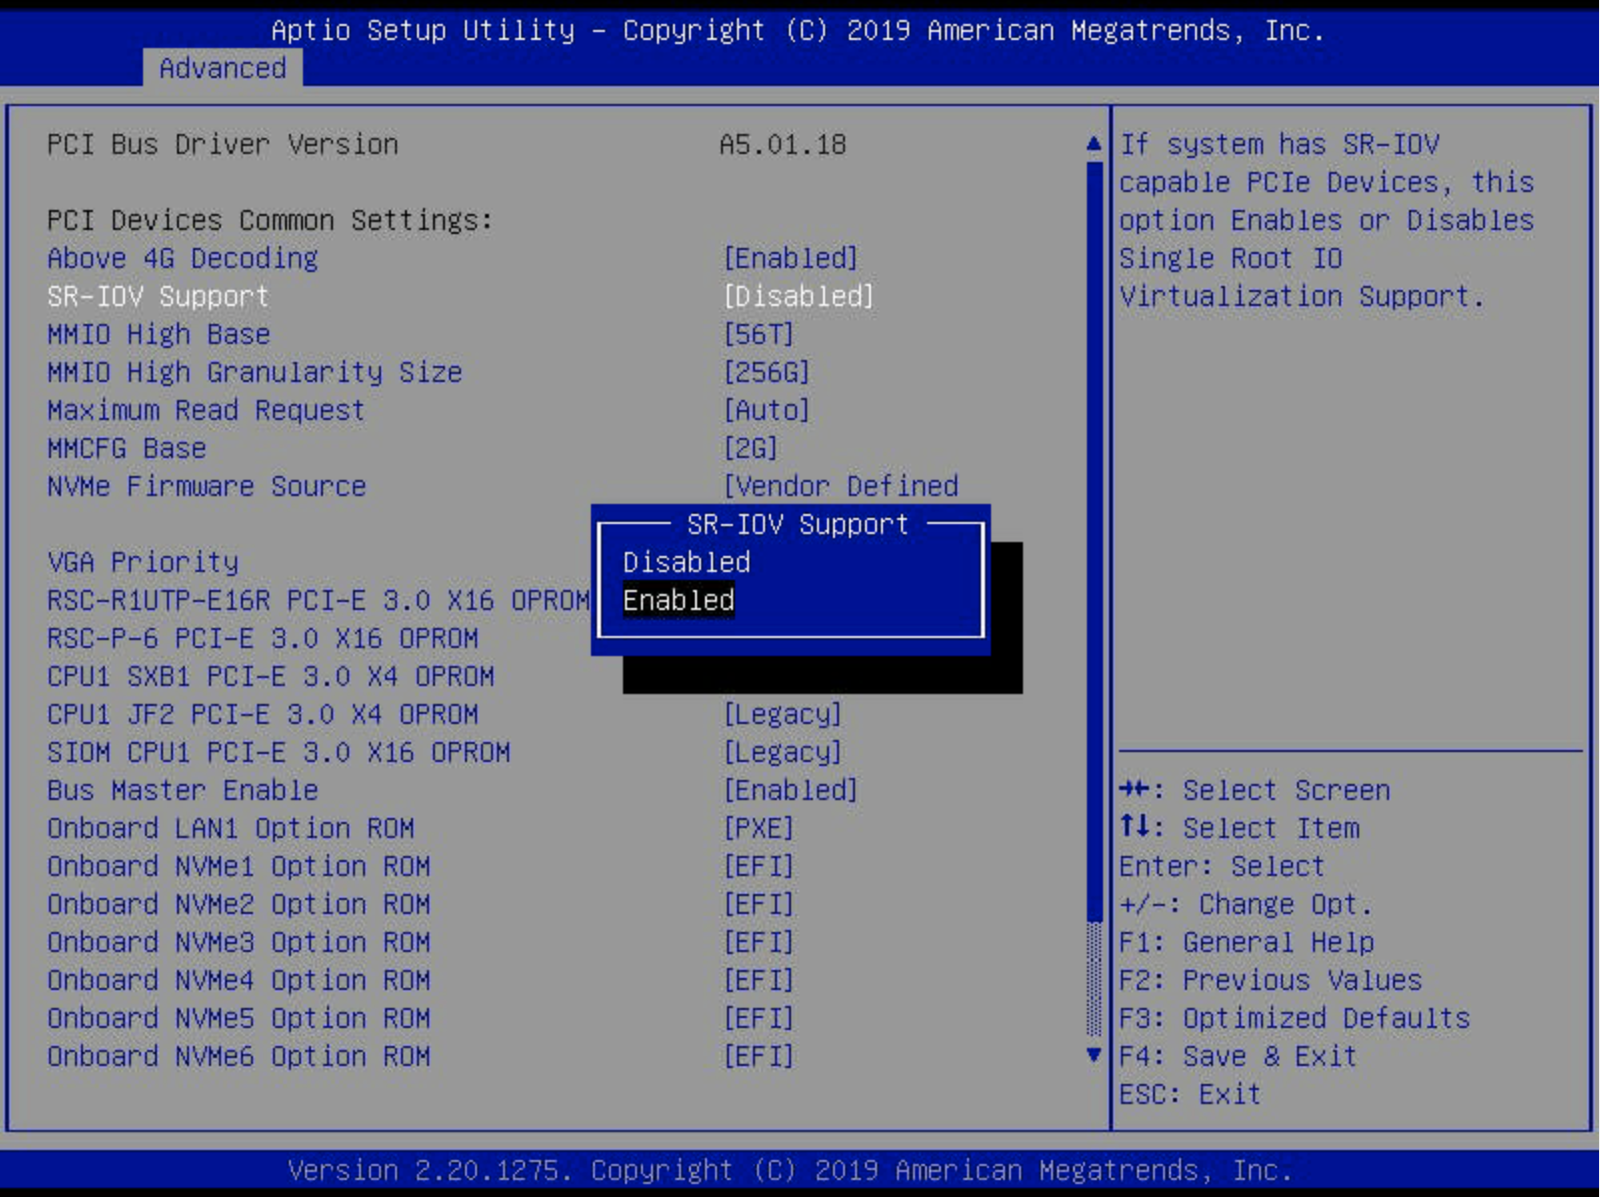 Aptio Setup Utility – Copyright (C) 2019 American Megatrends, Inc.
Advanced
PCI Bus Driver Version A5.01.18
PCI Devices Common Settings:
Above 4G Decoding [Enabled]
SR-IOV Support [Disabled]
MMIO High Base [56T]
MMIO High Granularity Size [256G]
Maximum Read Request [Auto]
MMCFG Base [2G]
NVMe Firmware Source [Vendor Defined
VGA Priority
RSC-R1UTP-E16R PCI-E 3.0 X16 OPROM
RSC-P-6 PCI-E 3.0 X16 OPROM
CPU1 SXB1 PCI-E 3.0 X4 OPROM
CPU1 JF2 PCI-E 3.0 X4 OPROM [Legacy]
SIOM CPU1 PCI-E 3.0 X16 OPROM [Legacy]
Bus Master Enable [Enabled]
Onboard LAN1 Option ROM [PXE]
Onboard NVMe1 Option ROM [EFI]
Onboard NVMe2 Option ROM [EFI]
Onboard NVMe3 Option ROM [EFI]
Onboard NVMe4 Option ROM [EFI]
Onboard NVMe5 Option ROM [EFI]
Onboard NVMe6 Option ROM [EFI]
SR-IOV Support
Disabled
Enabled
If system has SR-IOV
capable PCIe Devices, this
option Enables or Disables
Single Root IO
Virtualization Support.
→←: Select Screen
↑↓: Select Item
Enter: Select
+/-: Change Opt.
F1: General Help
F2: Previous Values
F3: Optimized Defaults
F4: Save & Exit
ESC: Exit
Version 2.20.1275. Copyright (C) 2019 American Megatrends, Inc.